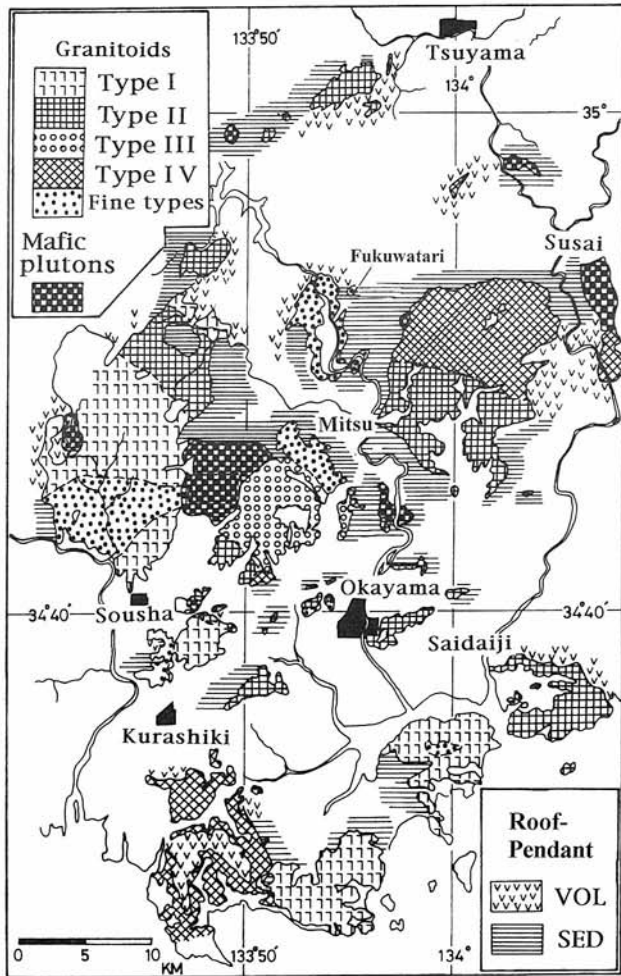 Granitoids
Type I
Type II
Type III
Type IV
Fine types
Mafic
plutons
133°50'
Tsuyama
134°
35°
Susai
Fukuwatari
Mitsu
Okayama
34°40'
Sousha
34°40'
Saidaiji
Kurashiki
Roof-
Pendant
VOL
SED
0 5 10
KM
133°50'
134°